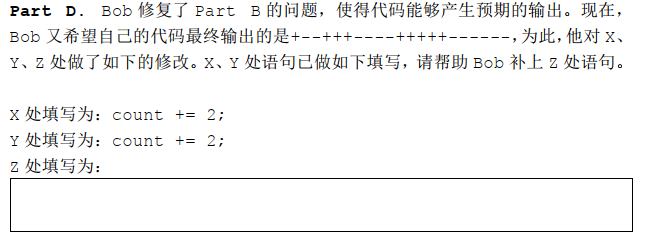 Part D. Bob 修复了 Part B 的问题，使得代码能够产生预期的输出。现在，
Bob 又希望自己的代码最终输出的是+--+++----+++++------，为此，他对 X、
Y、Z 处做了如下的修改。X、Y 处语句已做如下填写，请帮助 Bob 补上 Z 处语句。
X 处填写为：count += 2;
Y 处填写为：count += 2;
Z 处填写为：